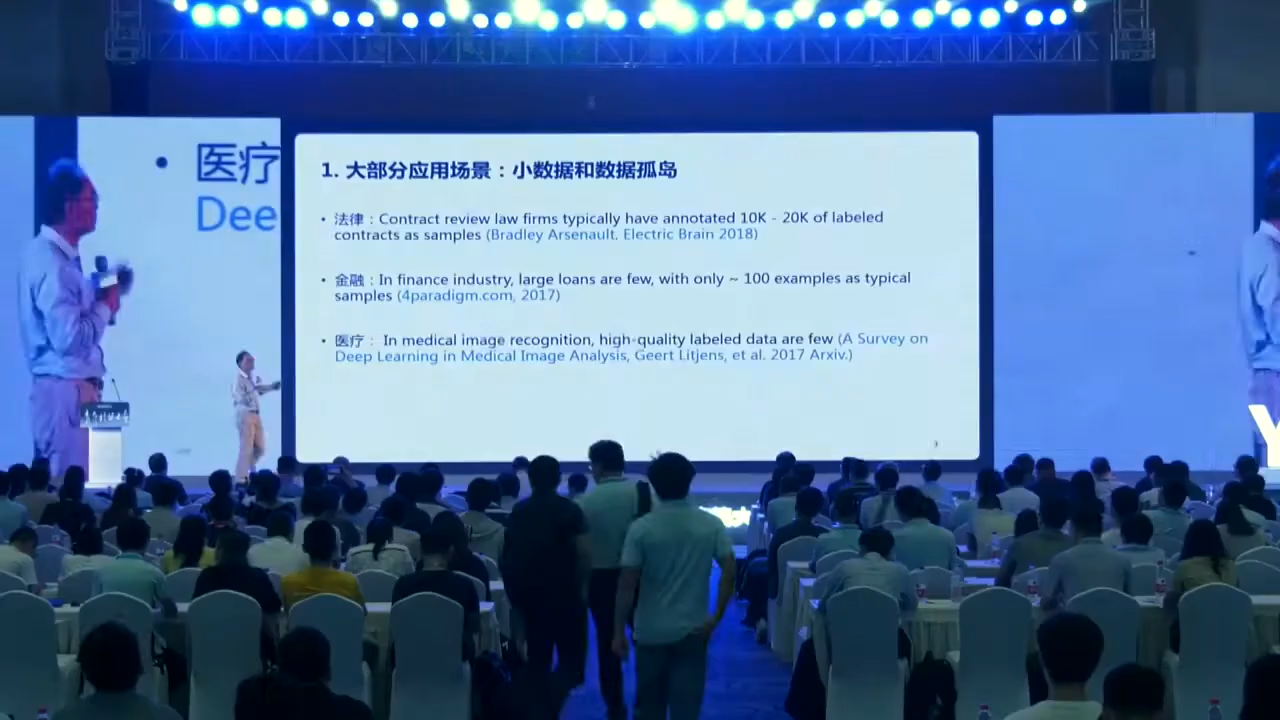 • 医疗
Dee
1. 大部分应用场景：小数据和数据孤岛
• 法律：Contract review law firms typically have annotated 10K - 20K of labeled
contracts as samples (Bradley Arsenault. Electric Brain 2018)
• 金融：In finance industry, large loans are few, with only ~ 100 examples as typical
samples (4paradigm.com, 2017)
• 医疗： In medical image recognition, high-quality labeled data are few (A Survey on
Deep Learning in Medical Image Analysis, Geert Litjens, et al. 2017 Arxiv.)
Y